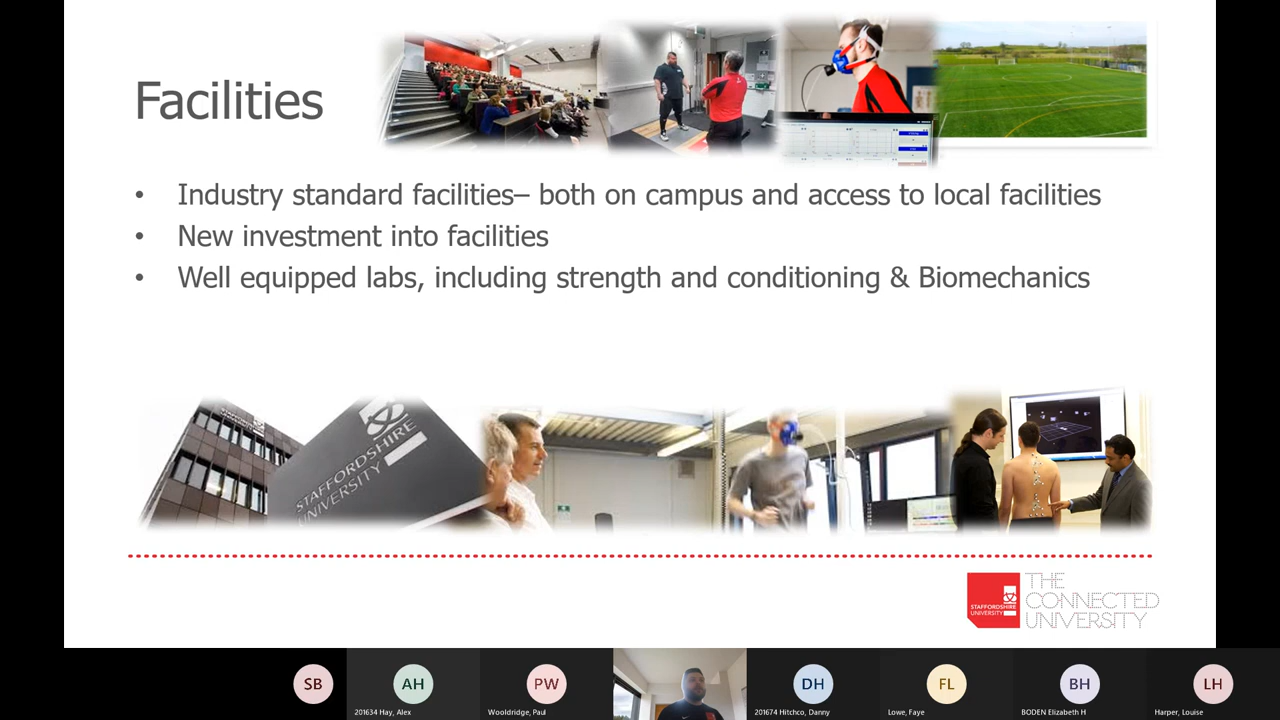 Facilities
• Industry standard facilities– both on campus and access to local facilities
• New investment into facilities
• Well equipped labs, including strength and conditioning & Biomechanics
STAFFORDSHIRE
UNIVERSITY
STAFFORDSHIRE
UNIVERSITY
THE
CONNECTED
UNIVERSITY
SB
AH
PW
DH
FL
BH
LH
201634 Hay, Alex
Wooldridge, Paul
201674 Hitchco, Danny
Lowe, Faye
BODEN Elizabeth H
Harper, Louise